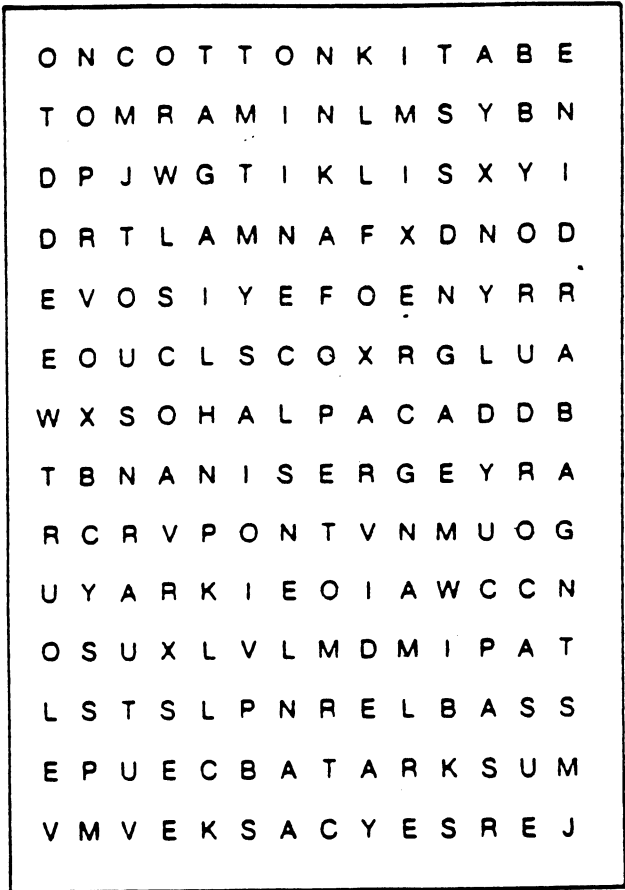 O N C O T T O N K I T A B E
T O M R A M I N L M S Y B N
D P J W G T I K L I S X Y I
D R T L A M N A F X D N O D
E V O S I Y E F O E N Y R R
E O U C L S C O X R G L U A
W X S O H A L P A C A D D B
T B N A N I S E R G E Y R A
R C R V P O N T V N M U O G
U Y A R K I E O I A W C C N
O S U X L V L M D M I P A T
L S T S L P N R E L B A S S
E P U E C B A T A R K S U M
V M V E K S A C Y E S R E J